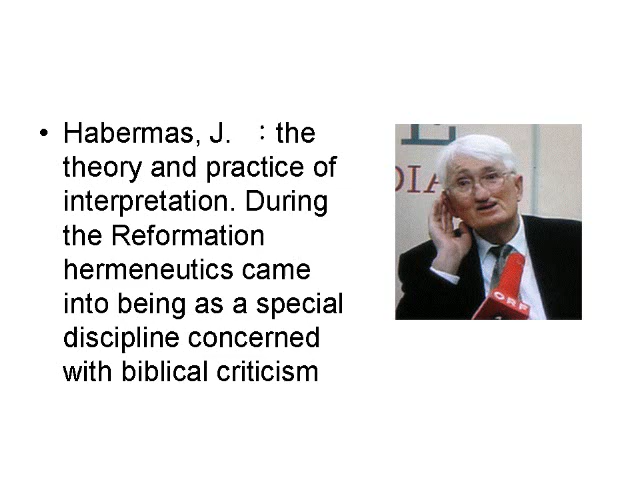 • Habermas, J. ：the
theory and practice of
interpretation. During
the Reformation
hermeneutics came
into being as a special
discipline concerned
with biblical criticism
DIA
ORF